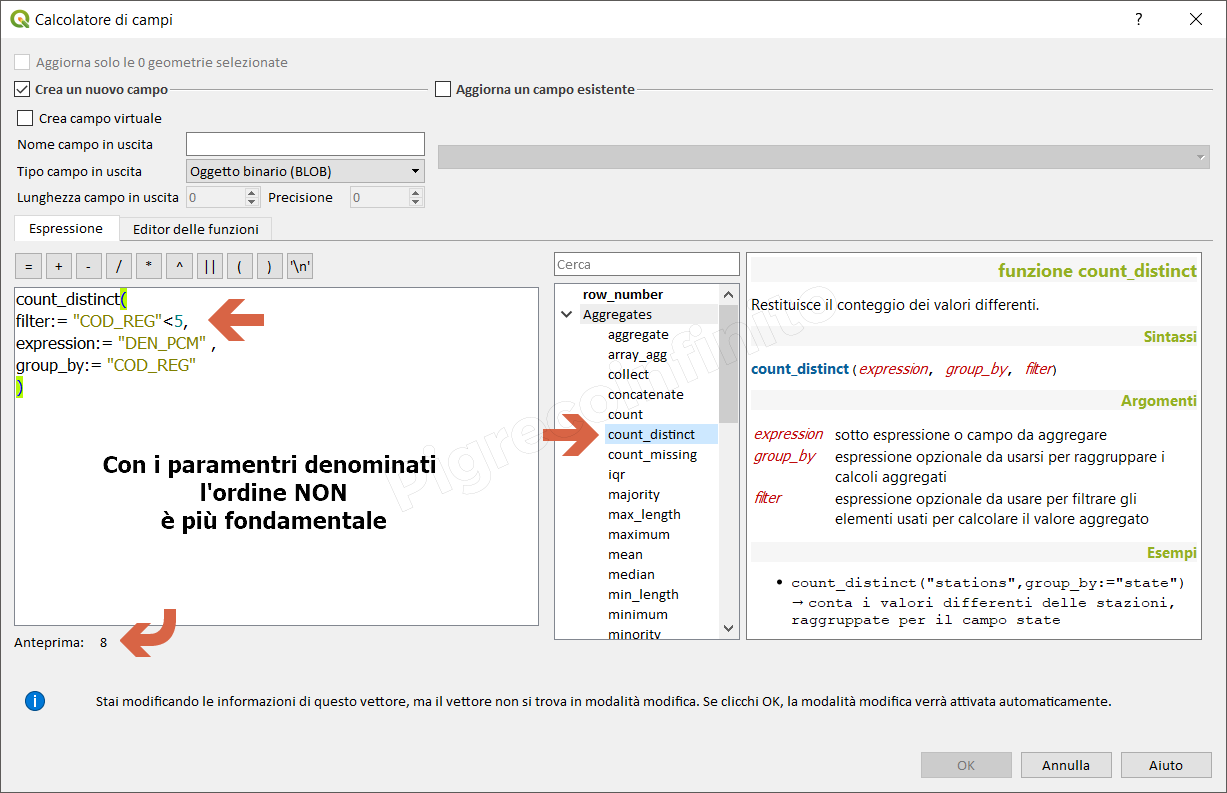 Calcolatore di campi
?
Aggiorna solo le 0 geometrie selezionate
Crea un nuovo campo
Aggiorna un campo esistente
Crea campo virtuale
Nome campo in uscita
Tipo campo in uscita
Oggetto binario (BLOB)
Lunghezza campo in uscita
0
Precisione
0
Espressione
Editor delle funzioni
= + - / * ^ || ( ) '\n'
count_distinct(
filter:= "COD_REG"<5,
expression:= "DEN_PCM" ,
group_by:= "COD_REG"
)
Con i paramentri denominati
l'ordine NON
è più fondamentale
Anteprima: 8
Cerca
row_number
Aggregates
aggregate
array_agg
collect
concatenate
count
count_distinct
count_missing
iqr
majority
max_length
maximum
mean
median
min_length
minimum
minority
funzione count_distinct
Restituisce il conteggio dei valori differenti.
Sintassi
count_distinct(expression, group_by, filter)
Argomenti
expression sotto espressione o campo da aggregare
group_by espressione opzionale da usarsi per raggruppare i
calcoli aggregati
filter espressione opzionale da usare per filtrare gli
elementi usati per calcolare il valore aggregato
Esempi
• count_distinct("stations",group_by:="state")
→ conta i valori differenti delle stazioni,
raggruppate per il campo state
pigrecoinfinito
i
Stai modificando le informazioni di questo vettore, ma il vettore non si trova in modalità modifica. Se clicchi OK, la modalità modifica verrà attivata automaticamente.
OK
Annulla
Aiuto